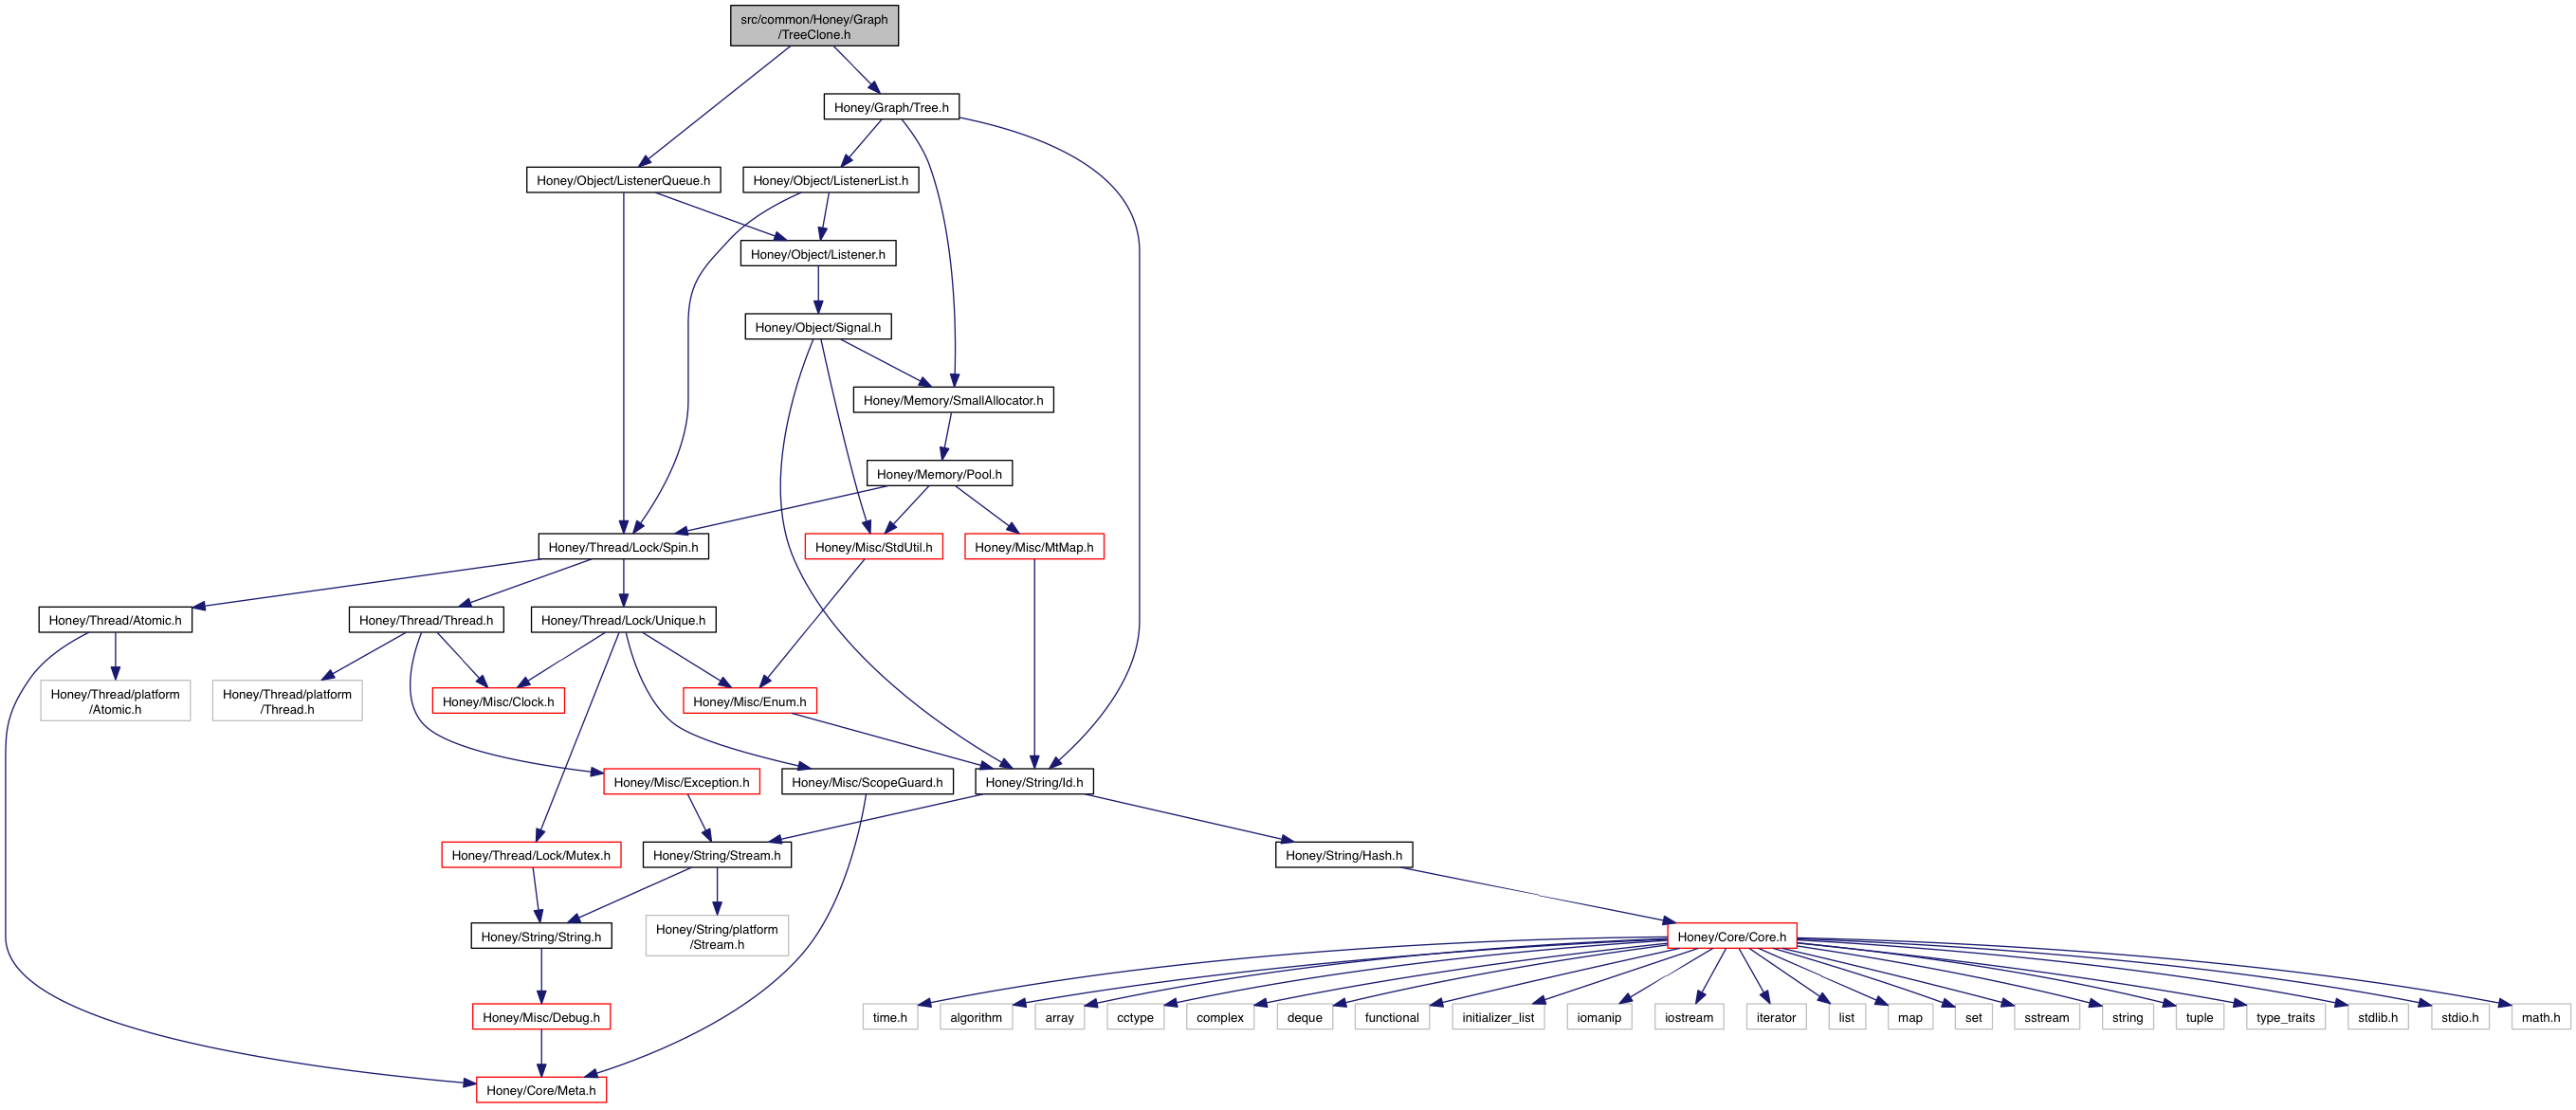 src/common/Honey/Graph
/TreeClone.h
Honey/Graph/Tree.h
Honey/Object/ListenerQueue.h
Honey/Object/ListenerList.h
Honey/Object/Listener.h
Honey/Object/Signal.h
Honey/Memory/SmallAllocator.h
Honey/Memory/Pool.h
Honey/Thread/Lock/Spin.h
Honey/Misc/StdUtil.h
Honey/Misc/MtMap.h
Honey/Thread/Atomic.h
Honey/Thread/Thread.h
Honey/Thread/Lock/Unique.h
Honey/Thread/platform
/Atomic.h
Honey/Thread/platform
/Thread.h
Honey/Misc/Clock.h
Honey/Misc/Enum.h
Honey/Misc/Exception.h
Honey/Misc/ScopeGuard.h
Honey/String/Id.h
Honey/Thread/Lock/Mutex.h
Honey/String/Stream.h
Honey/String/Hash.h
Honey/String/String.h
Honey/String/platform
/Stream.h
Honey/Core/Core.h
Honey/Misc/Debug.h
time.h
algorithm
array
cctype
complex
deque
functional
initializer_list
iomanip
iostream
iterator
list
map
set
sstream
string
tuple
type_traits
stdlib.h
stdio.h
math.h
Honey/Core/Meta.h